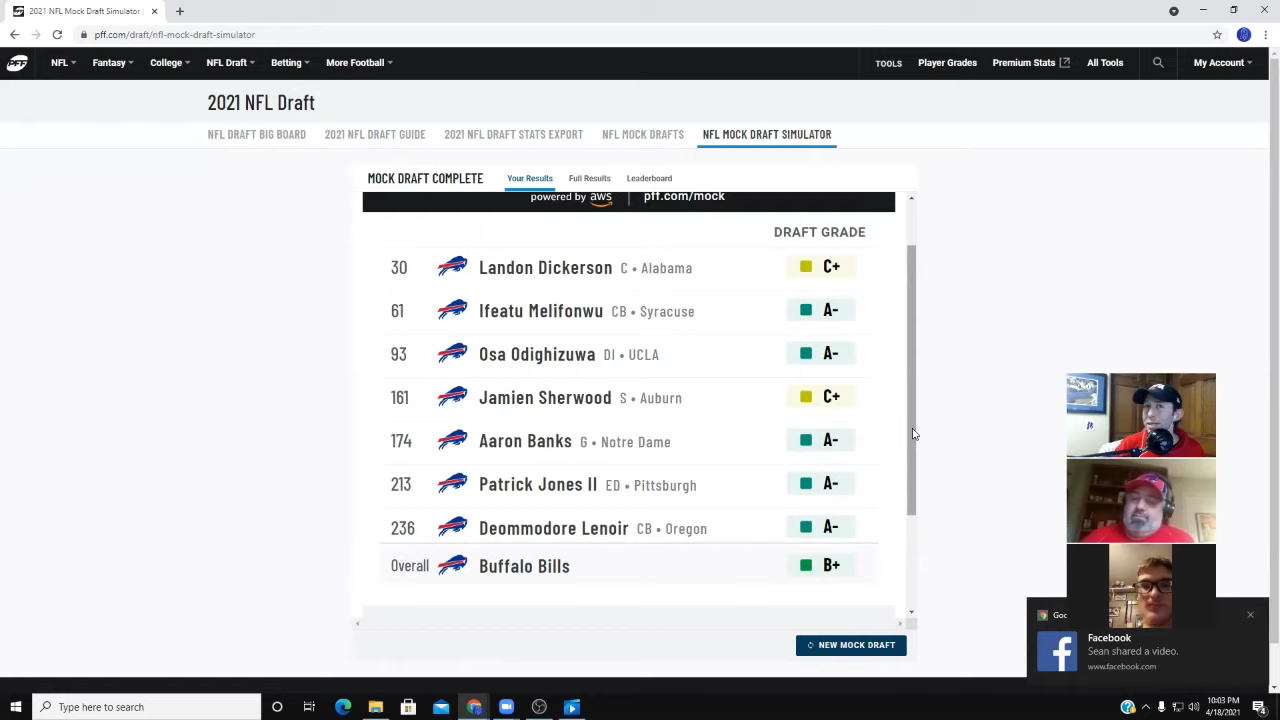 2021 NFL Mock Draft Simulator |
pff.com/draft/nfl-mock-draft-simulator
PFF NFL Fantasy College NFL Draft Betting More Football TOOLS Player Grades Premium Stats All Tools My Account
2021 NFL Draft
NFL DRAFT BIG BOARD 2021 NFL DRAFT GUIDE 2021 NFL DRAFT STATS EXPORT NFL MOCK DRAFTS NFL MOCK DRAFT SIMULATOR
MOCK DRAFT COMPLETE Your Results Full Results Leaderboard
powered by aws | pff.com/mock
DRAFT GRADE
30 Landon Dickerson C • Alabama C+
61 Ifeatu Melifonwu CB • Syracuse A-
93 Osa Odighizuwa DI • UCLA A-
161 Jamien Sherwood S • Auburn C+
174 Aaron Banks G • Notre Dame A-
213 Patrick Jones II ED • Pittsburgh A-
236 Deommodore Lenoir CB • Oregon A-
Overall Buffalo Bills B+
NEW MOCK DRAFT
Goo
Facebook
Sean shared a video.
www.facebook.com
Type here to search
10:03 PM
4/18/2021